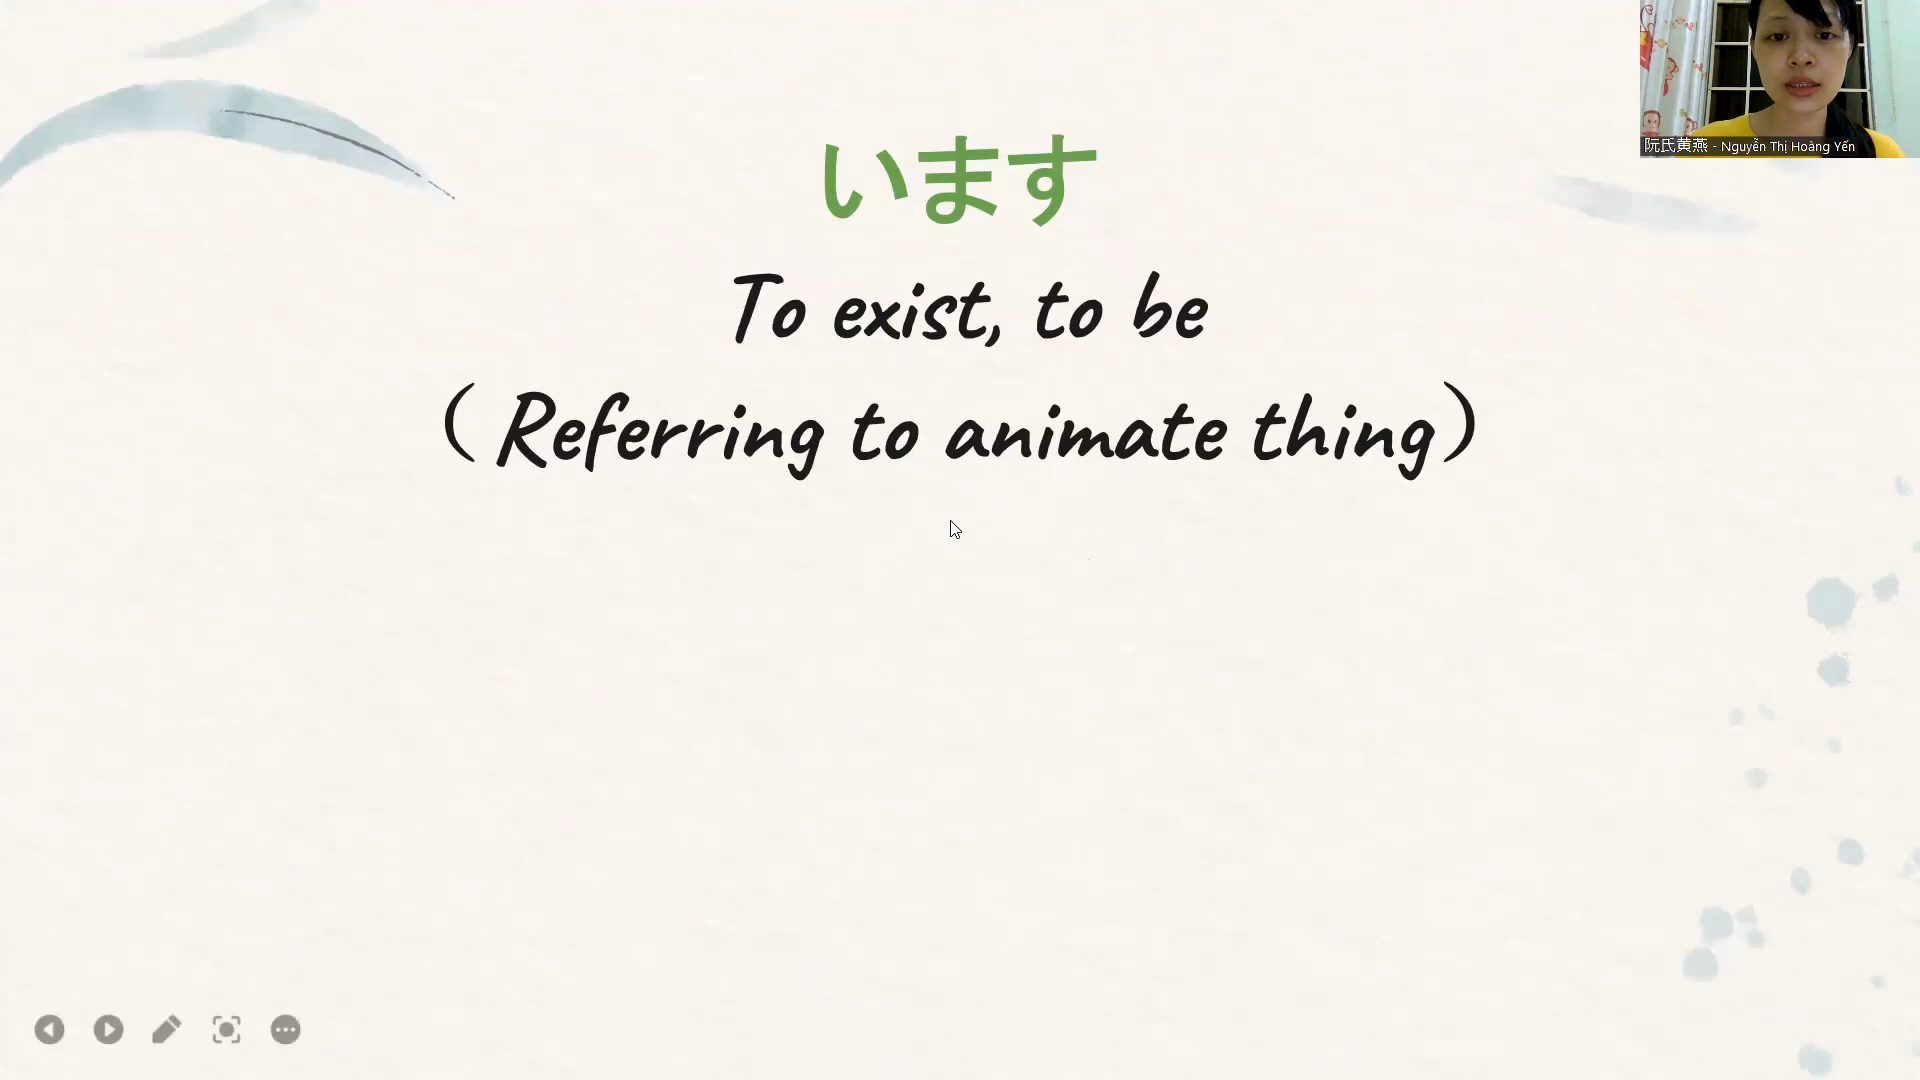 います
To exist, to be
（Referring to animate thing）
阮氏黄燕 - Nguyễn Thị Hoàng Yến